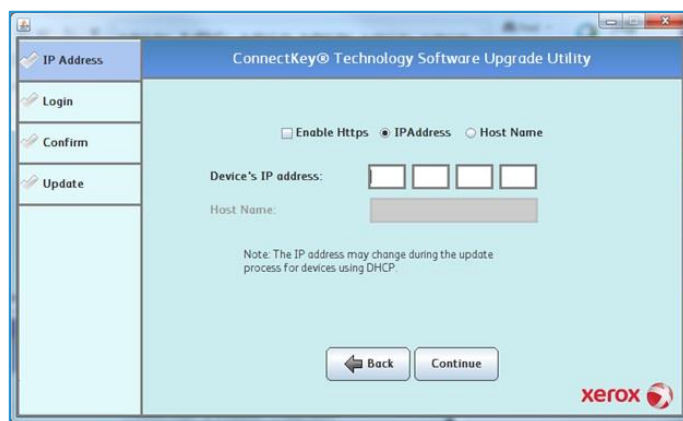 IP Address
Login
Confirm
Update
ConnectKey® Technology Software Upgrade Utility
Enable Https IPAddress Host Name
Device's IP address:
Host Name:
Note: The IP address may change during the update
process for devices using DHCP.
Back Continue
xerox